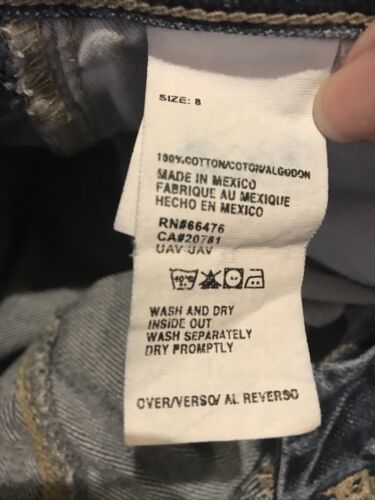 SIZE: 8
100%COTTON/COTON/ALGODON
MADE IN MEXICO
FABRIQUE AU MEXIQUE
HECHO EN MEXICO
RN#66476
CA#20781
UAV UAV
WASH AND DRY
INSIDE OUT
WASH SEPARATELY
DRY PROMPTLY
OVER/VERSO/ AL REVERSO